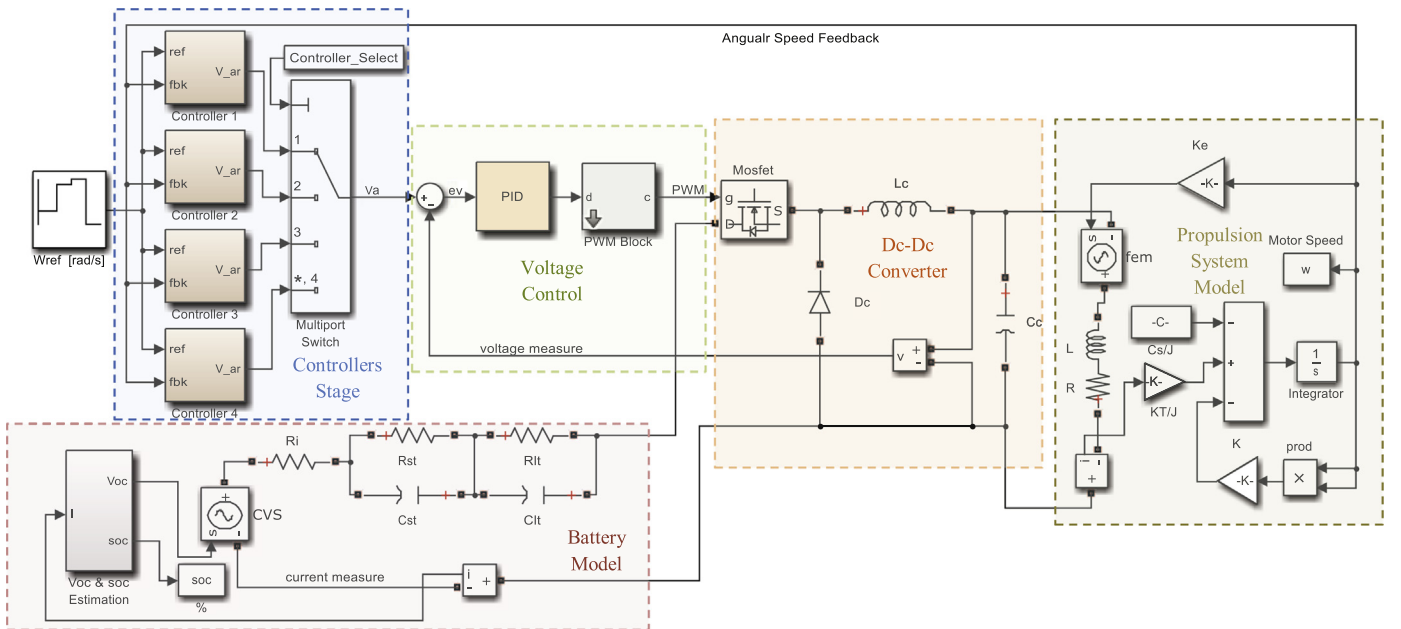 Angualr Speed Feedback
ref
fbk
V_ar
Controller 1
ref
fbk
V_ar
Controller 2
ref
fbk
V_ar
Controller 3
ref
fbk
V_ar
Controller 4
Wref [rad/s]
Controller_Select
1
2
3
*, 4
Multiport
Switch
Controllers
Stage
Va
+
−
ev
PID
d
c
PWM Block
PWM
Voltage
Control
voltage measure
Mosfet
g
D
S
Lc
Dc-Dc
Converter
Dc
Cc
v
+
−
Ke
-K-
s
-
+
fem
Propulsion
System
Model
Motor Speed
w
-C-
Cs/J
L
R
-K-
KT/J
−
+
−
1
s
Integrator
i
-
+
K
-K-
prod
×
Voc
I
soc
Voc & soc
Estimation
soc
%
+
s
-
CVS
Ri
Rst
Cst
Rlt
Clt
current measure
i
-
+
Battery
Model